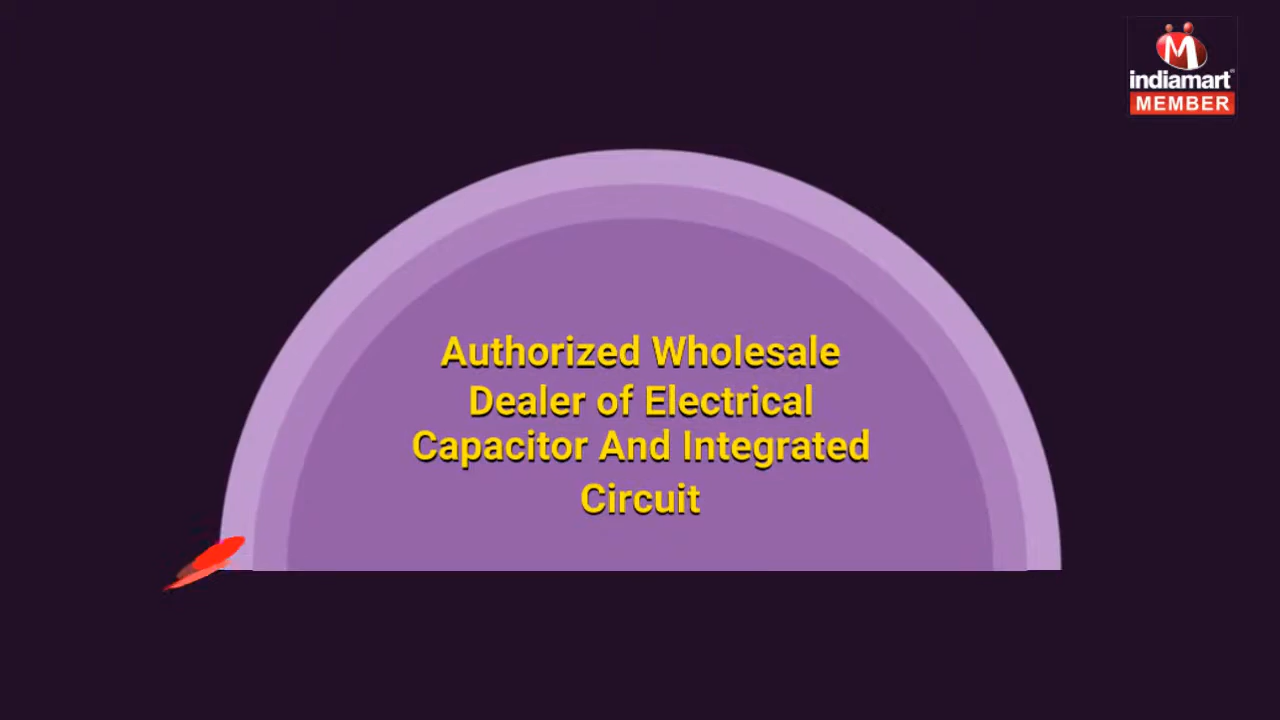 indiamart
MEMBER
Authorized Wholesale
Dealer of Electrical
Capacitor And Integrated
Circuit